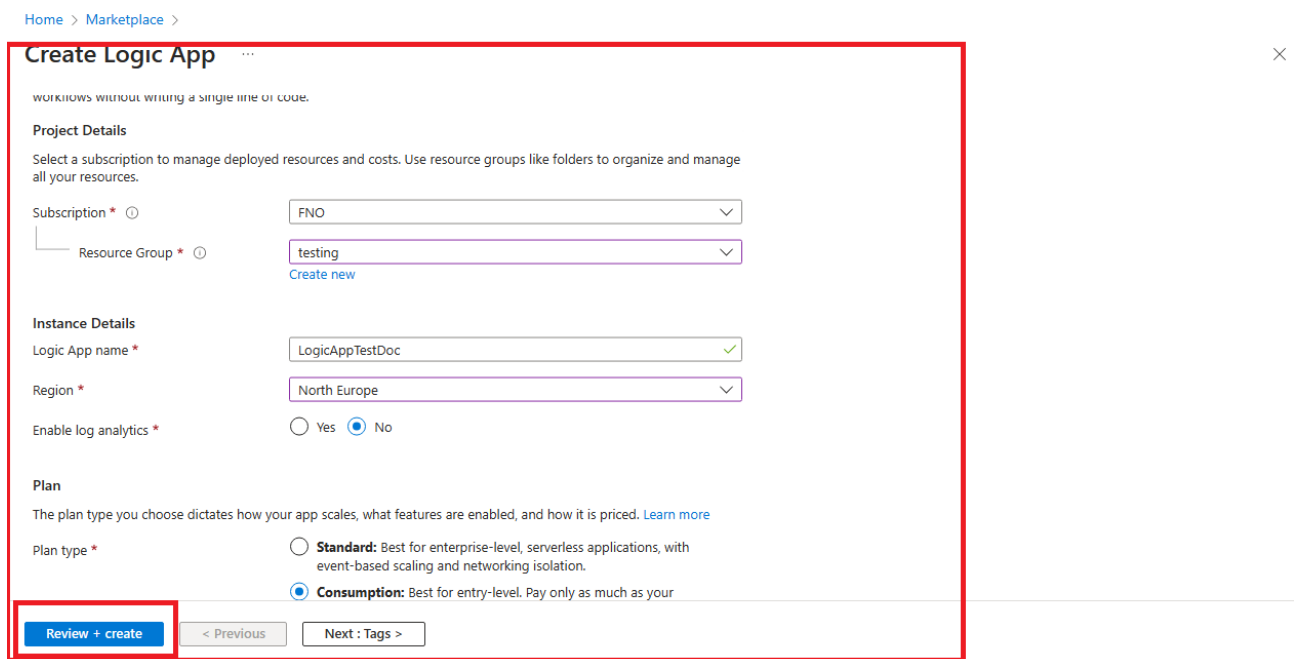 Home > Marketplace >
Create Logic App ...
workflows without writing a single line of code.
Project Details
Select a subscription to manage deployed resources and costs. Use resource groups like folders to organize and manage
all your resources.
Subscription *
FNO
Resource Group *
testing
Create new
Instance Details
Logic App name *
LogicAppTestDoc
Region *
North Europe
Enable log analytics *
Yes No
Plan
The plan type you choose dictates how your app scales, what features are enabled, and how it is priced. Learn more
Plan type *
Standard: Best for enterprise-level, serverless applications, with
event-based scaling and networking isolation.
Consumption: Best for entry-level. Pay only as much as your
Review + create
< Previous
Next : Tags >